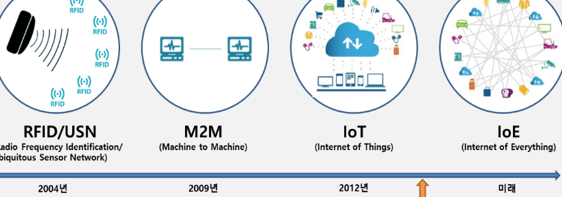 RFID
RFID
RFID
RFID
RFID
RFID
RFID/USN
adio Frequency Identification/
biquitous Sensor Network)
M2M
(Machine to Machine)
IoT
(Internet of Things)
IoE
(Internet of Everything)
2004년
2009년
2012년
미래